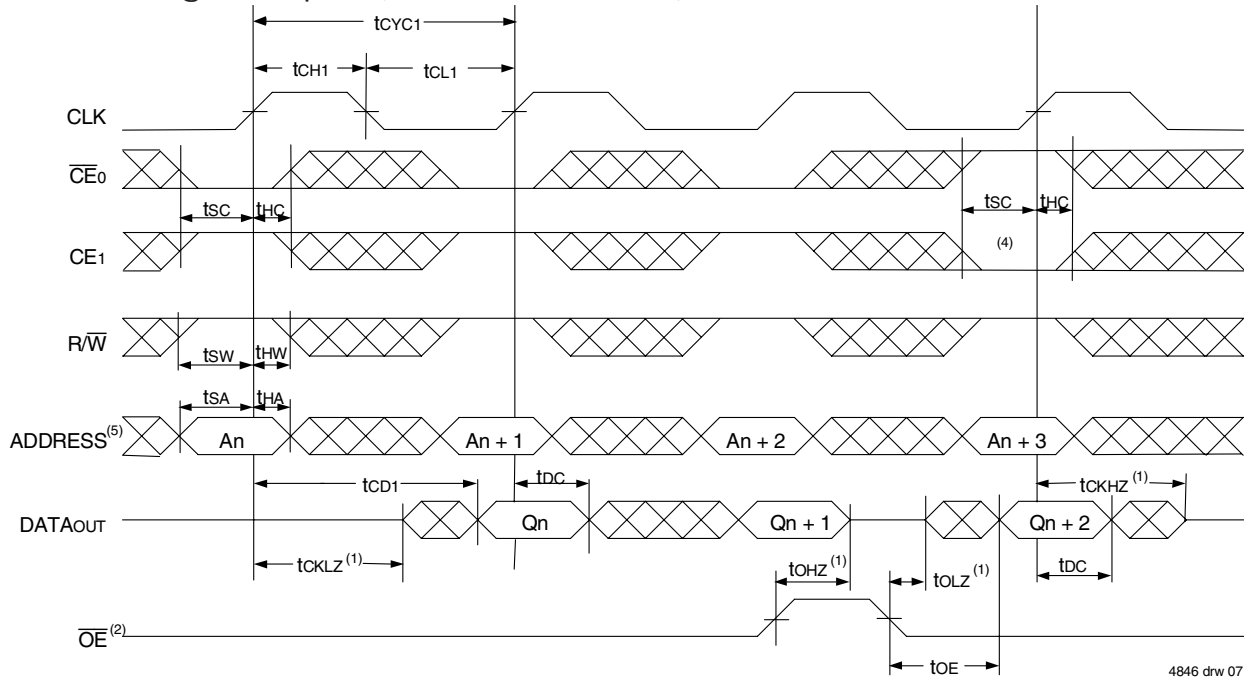 tCYC1
tCH1
tCL1
CLK
CE0
tSC
tHC
tSC
tHC
CE1
(4)
R/W
tSW
tHW
tSA
tHA
ADDRESS(5)
An
An + 1
An + 2
An + 3
tCD1
tDC
tCKHZ(1)
DATAOUT
Qn
Qn + 1
Qn + 2
tCKLZ(1)
tOHZ(1)
tOLZ(1)
tDC
OE(2)
tOE
4846 drw 07